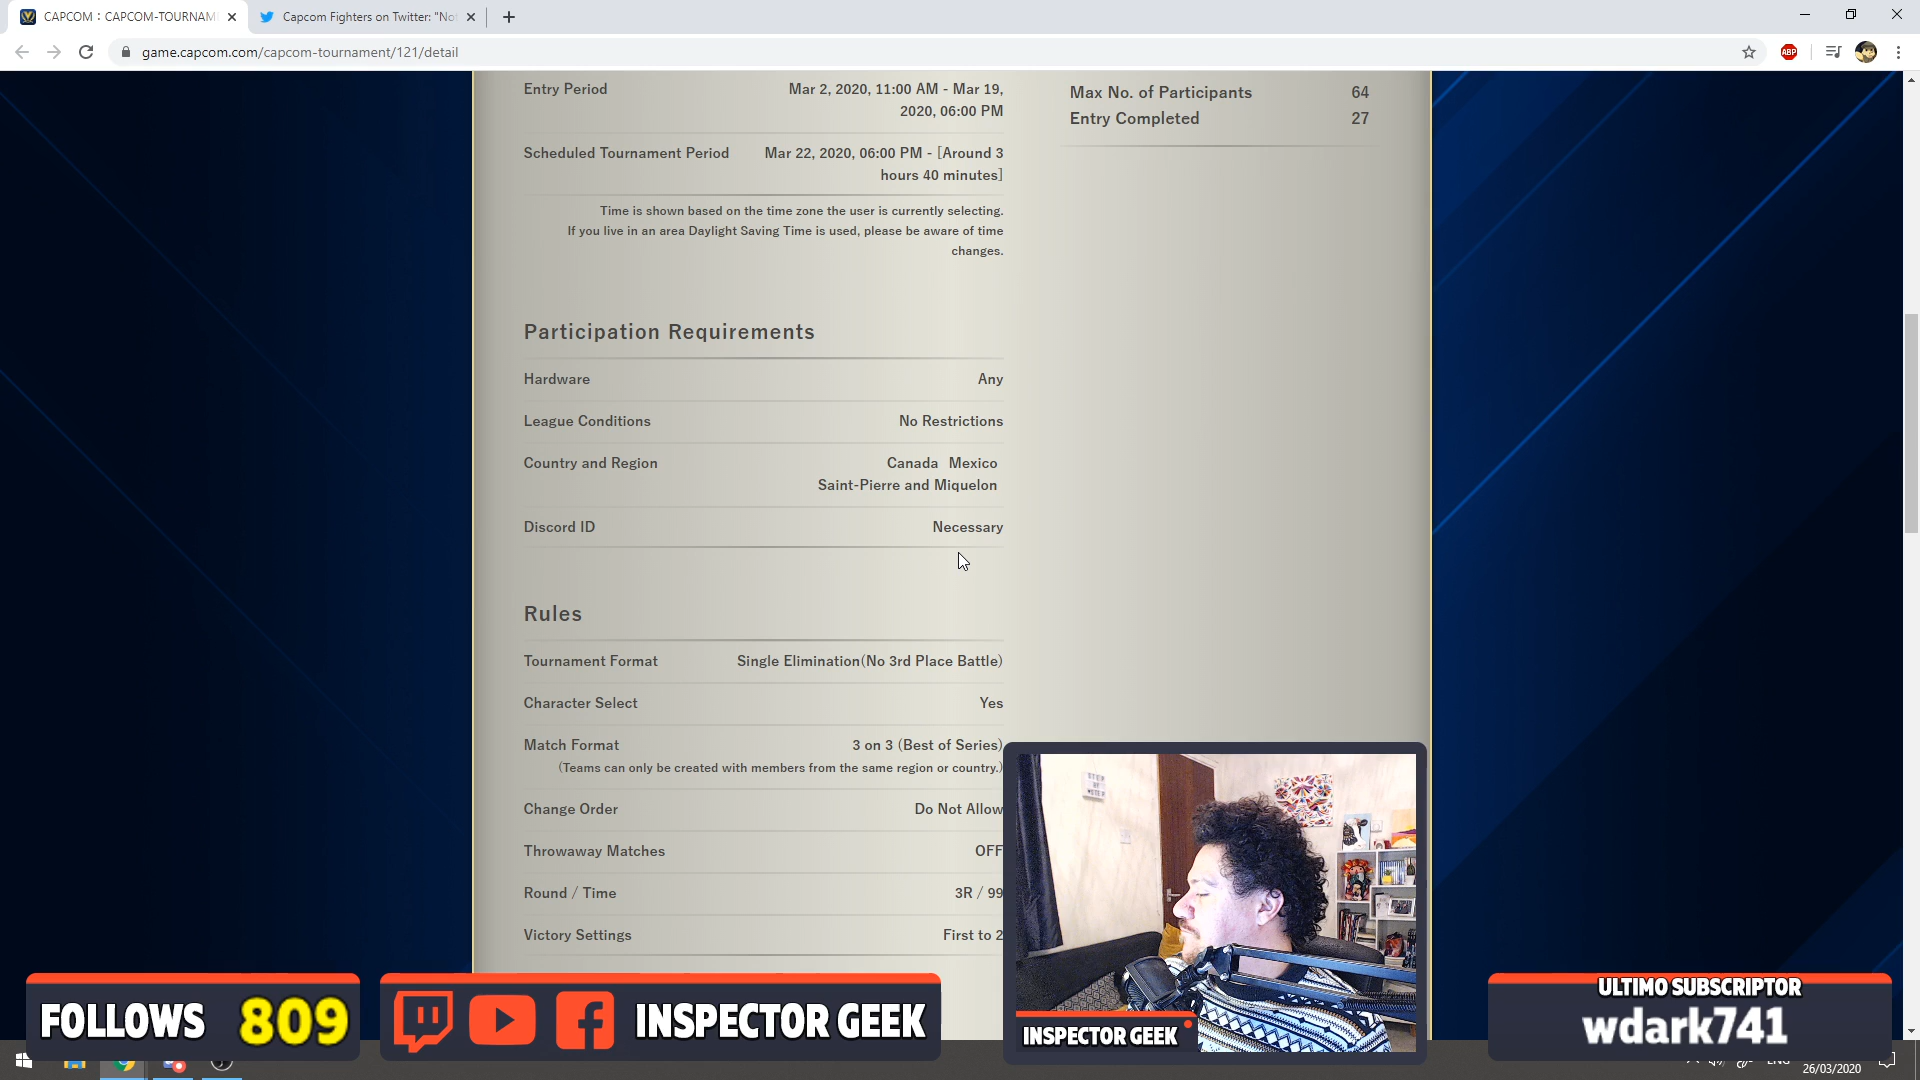 CAPCOM : CAPCOM-TOURNAM
Capcom Fighters on Twitter: "No
game.capcom.com/capcom-tournament/121/detail
ABP
Entry Period
Mar 2, 2020, 11:00 AM - Mar 19,
2020, 06:00 PM
Max No. of Participants 64
Entry Completed 27
Scheduled Tournament Period
Mar 22, 2020, 06:00 PM - [Around 3
hours 40 minutes]
Time is shown based on the time zone the user is currently selecting.
If you live in an area Daylight Saving Time is used, please be aware of time
changes.
Participation Requirements
Hardware Any
League Conditions No Restrictions
Country and Region Canada Mexico
Saint-Pierre and Miquelon
Discord ID Necessary
Rules
Tournament Format Single Elimination(No 3rd Place Battle)
Character Select Yes
Match Format 3 on 3 (Best of Series)
(Teams can only be created with members from the same region or country.)
Change Order Do Not Allow
Throwaway Matches OFF
Round / Time 3R / 99
Victory Settings First to 2
FOLLOWS 809
INSPECTOR GEEK
INSPECTOR GEEK
ULTIMO SUBSCRIPTOR
wdark741
ENG
26/03/2020